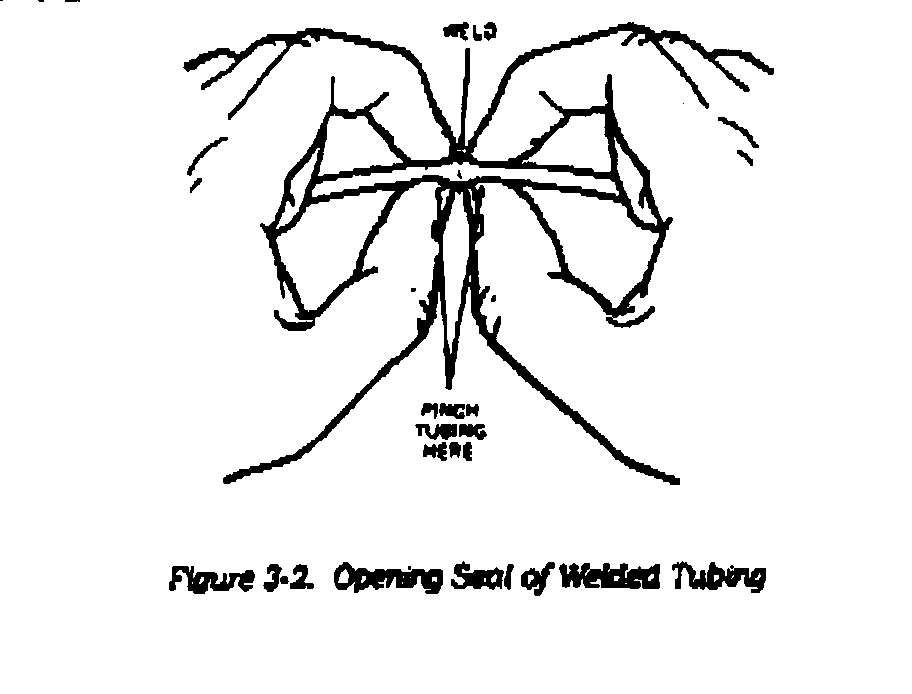 WELD
PINCH
TUBING
HERE
Figure 3-2. Opening Seal of Welded Tubing